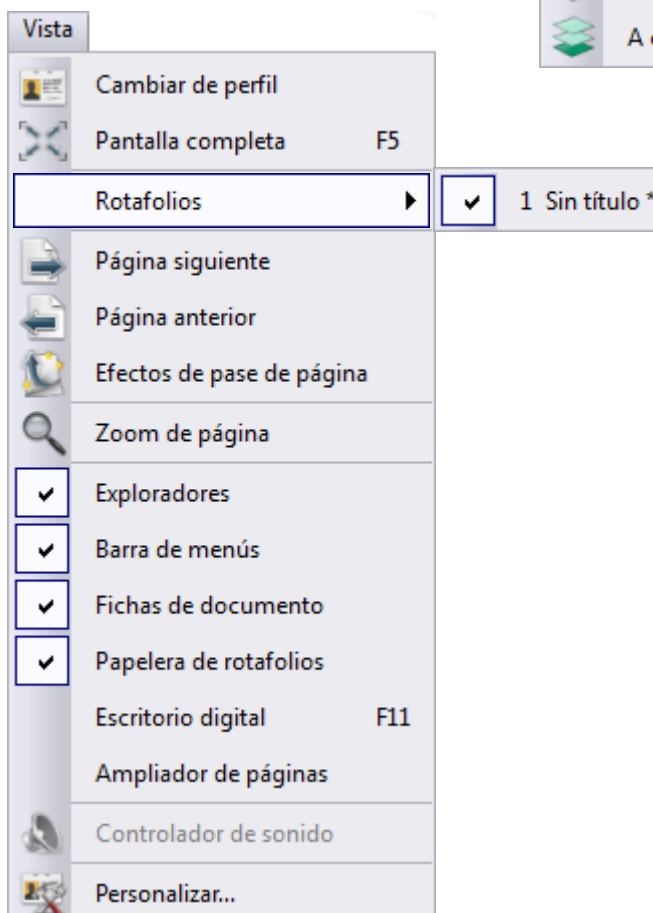 Vista
A
Cambiar de perfil
Pantalla completa F5
Rotafolios
1 Sin título *
Página siguiente
Página anterior
Efectos de pase de página
Zoom de página
Exploradores
Barra de menús
Fichas de documento
Papelera de rotafolios
Escritorio digital F11
Ampliador de páginas
Controlador de sonido
Personalizar...